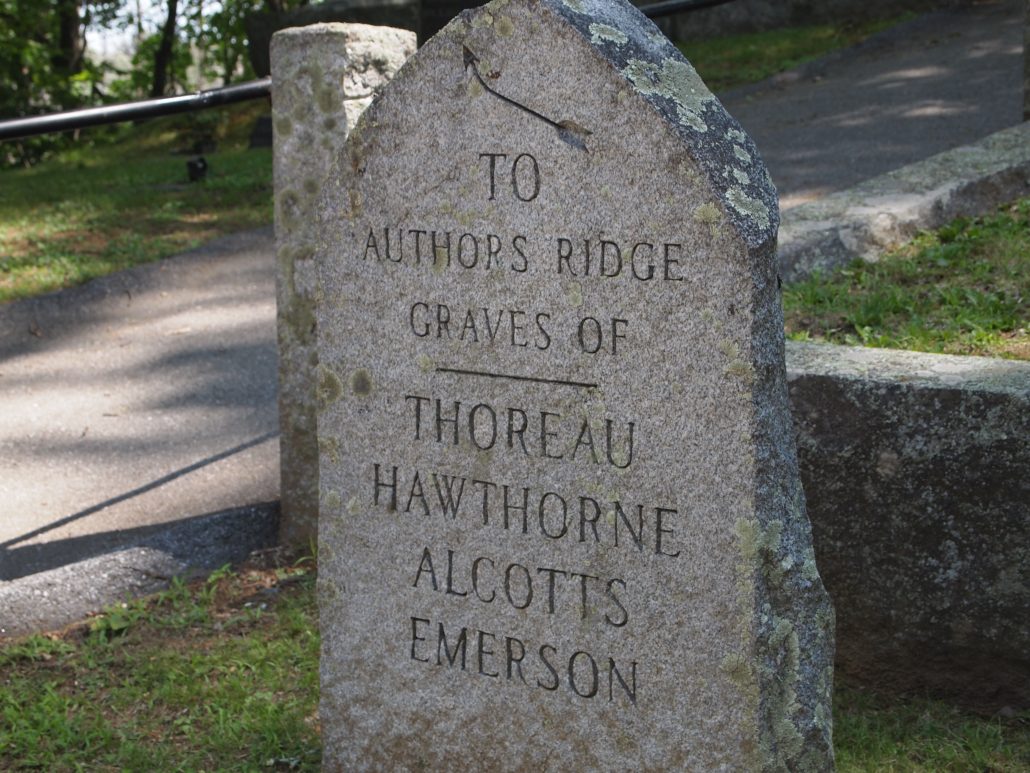 TO
AUTHORS RIDGE
GRAVES OF
THOREAU
HAWTHORNE
ALCOTTS
EMERSON